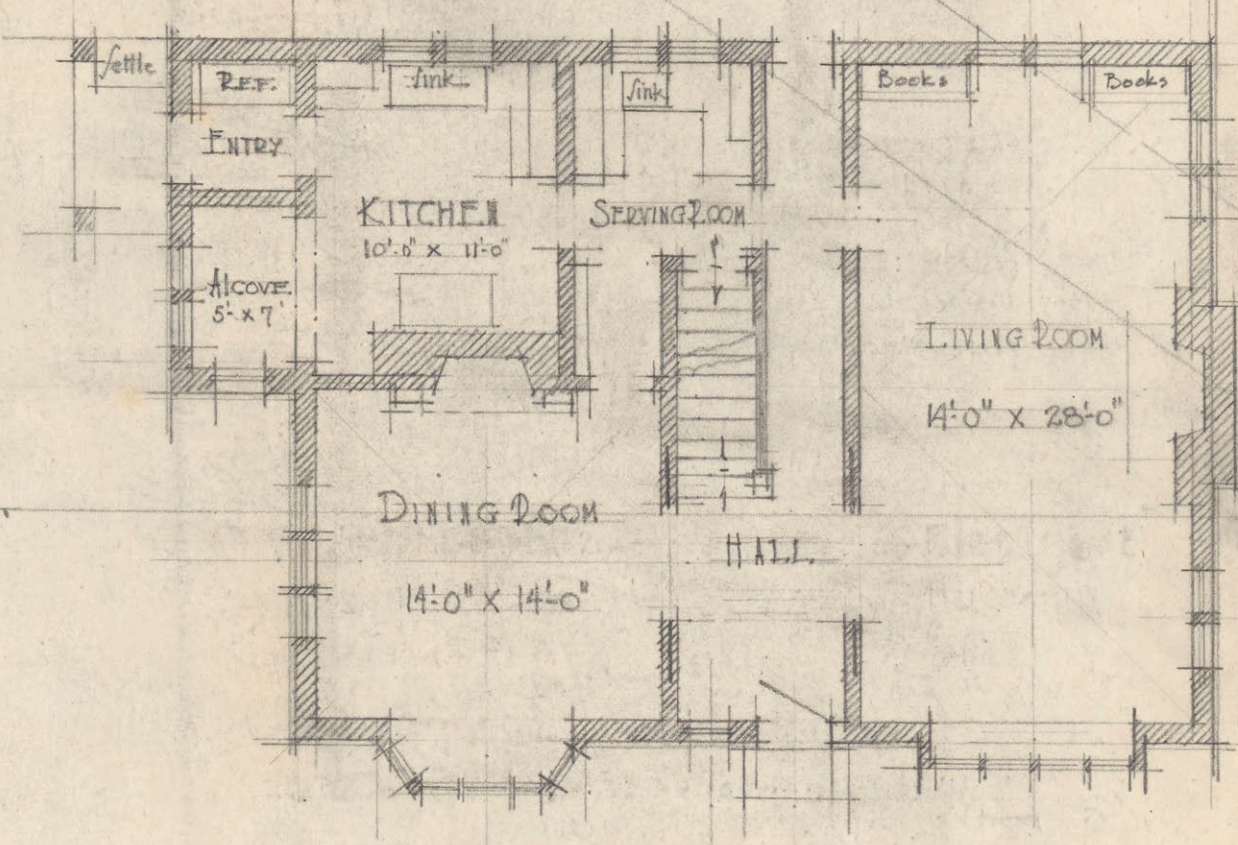 Settle
REF.
Sink
Sink
Books
Books
ENTRY
KITCHEN
10'-0" x 11'-0"
SERVING ROOM
ALCOVE
5'- x 7'
LIVING ROOM
14'-0" X 28'-0"
DINING ROOM
14'-0" X 14'-0"
HALL